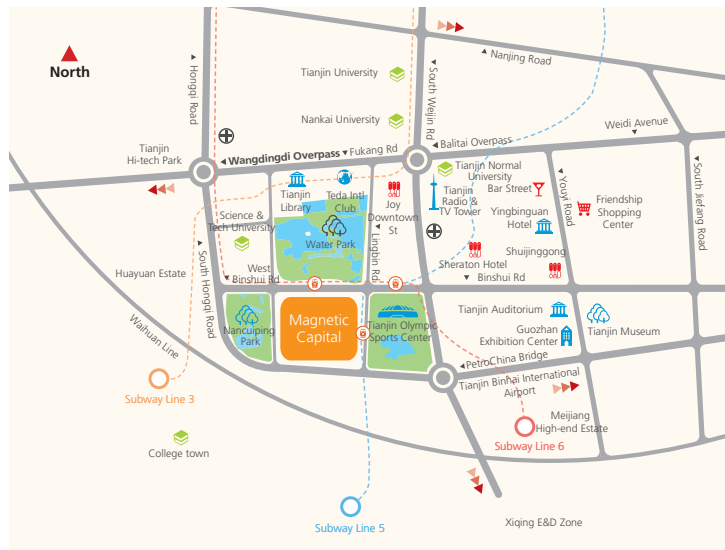 North
Hongqi Road
Tianjin University
Nankai University
South Weijin Rd
Nanjing Road
Weidi Avenue
Balitai Overpass
Tianjin
Hi-tech Park
Wangdingdi Overpass
Fukang Rd
Tianjin
Library
Teda Intl
Club
Joy
Downtown
St
Tianjin Normal
University
Bar Street
Tianjin
Radio &
TV Tower
Yingbinguan
Hotel
Youyi Road
Friendship
Shopping
Center
South Jiefang Road
Science &
Tech University
Water Park
Lingbin Rd
Shuijinggong
Sheraton Hotel
Binshui Rd
Huayuan Estate
South Hongqi Road
West
Binshui Rd
Waihuan Line
Nancuiping
Park
Magnetic
Capital
Tianjin Olympic
Sports Center
Tianjin Auditorium
Guozhan
Exhibition Center
Tianjin Museum
PetroChina Bridge
Tianjin Binhai International
Airport
Subway Line 3
Meijiang
High-end Estate
Subway Line 6
College town
Subway Line 5
Xiqing E&D Zone